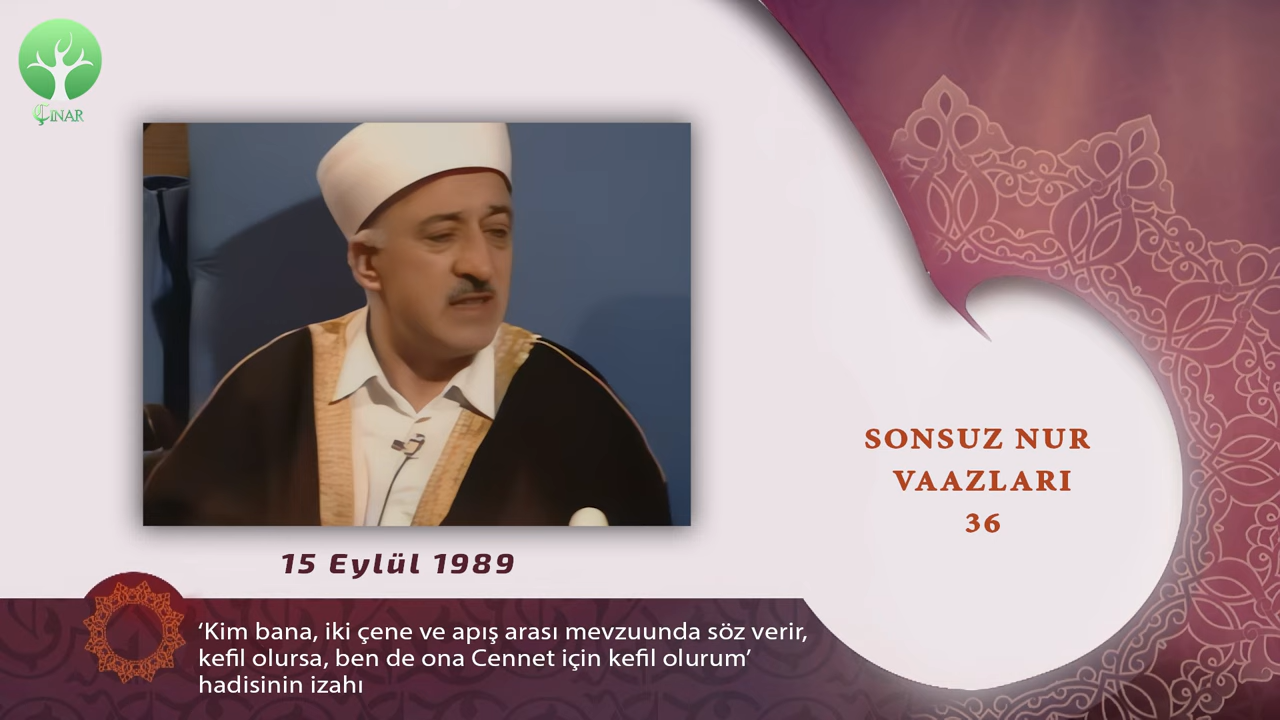 ÇINAR
SONSUZ NUR
VAAZLARI
36
15 Eylül 1989
‘Kim bana, iki çene ve apış arası mevzuunda söz verir,
kefil olursa, ben de ona Cennet için kefil olurum’
hadisinin izahı